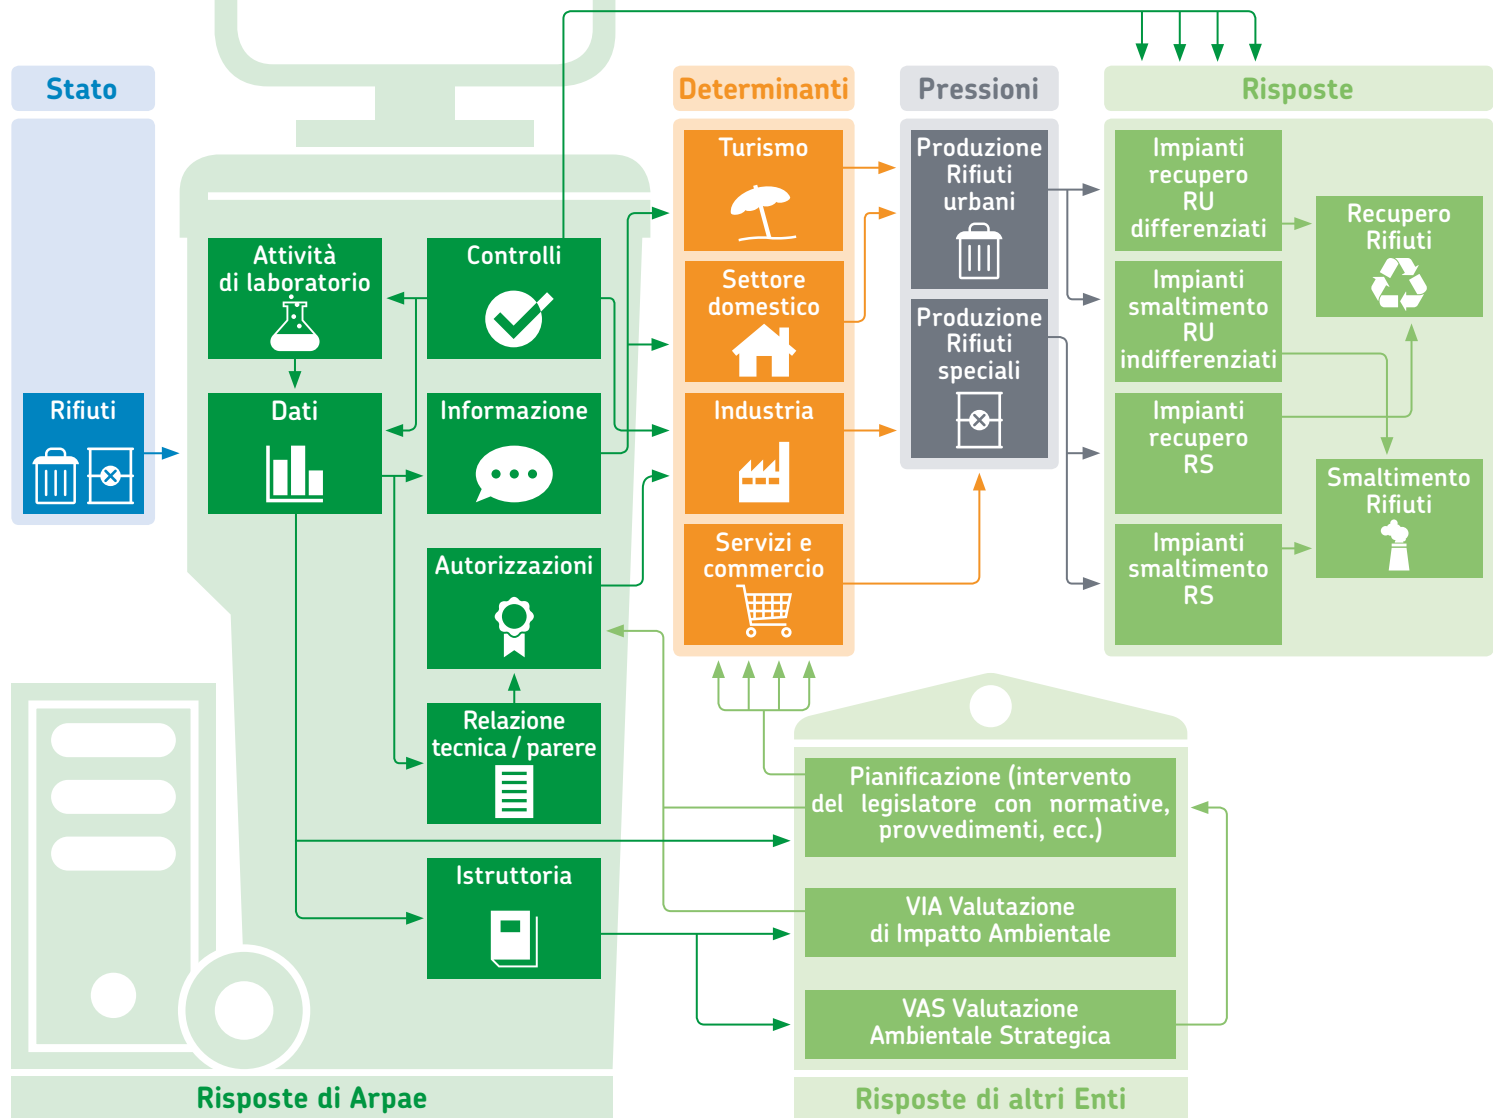 Stato
Rifiuti
Attività
di laboratorio
Controlli
Dati
Informazione
Autorizzazioni
Relazione
tecnica / parere
Istruttoria
Risposte di Arpae
Determinanti
Turismo
Settore
domestico
Industria
Servizi e
commercio
Pressioni
Produzione
Rifiuti
urbani
Produzione
Rifiuti
speciali
Risposte
Impianti
recupero
RU
differenziati
Impianti
smaltimento
RU
indifferenziati
Impianti
recupero
RS
Impianti
smaltimento
RS
Recupero
Rifiuti
Smaltimento
Rifiuti
Pianificazione (intervento
del legislatore con normative,
provvedimenti, ecc.)
VIA Valutazione
di Impatto Ambientale
VAS Valutazione
Ambientale Strategica
Risposte di altri Enti